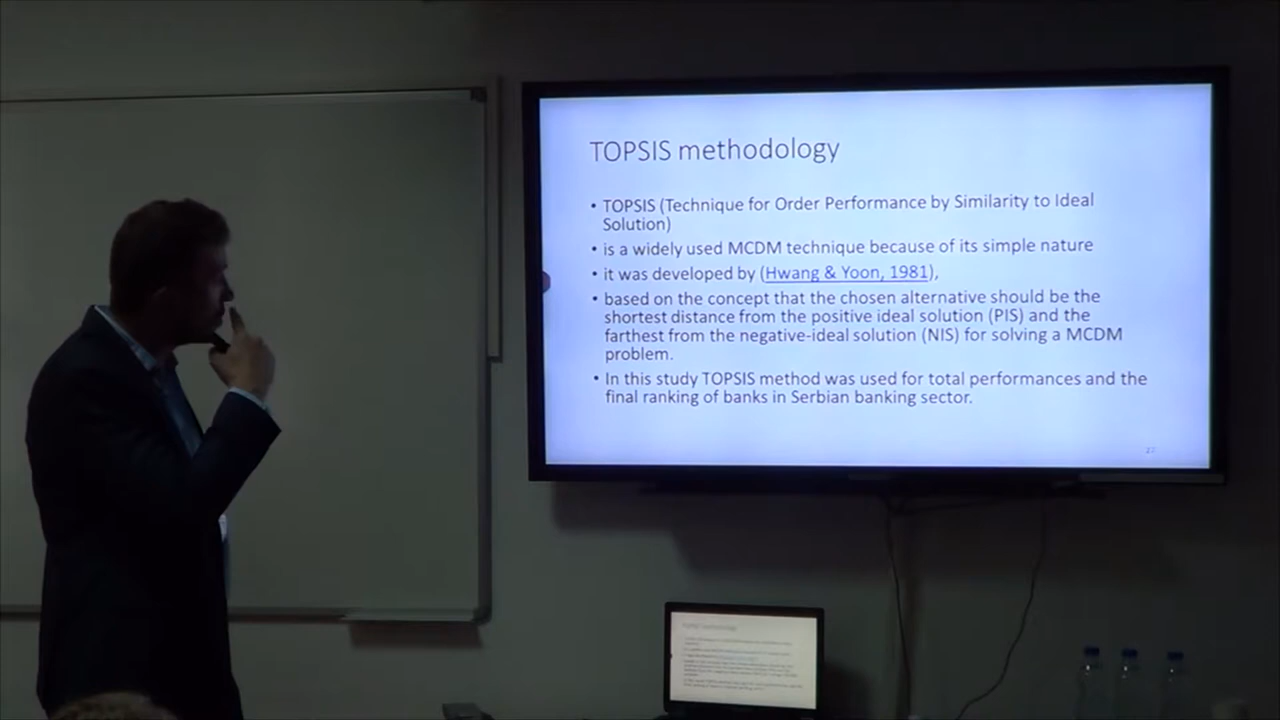 TOPSIS methodology
• TOPSIS (Technique for Order Performance by Similarity to Ideal
Solution)
• is a widely used MCDM technique because of its simple nature
• it was developed by (Hwang & Yoon, 1981),
• based on the concept that the chosen alternative should be the
shortest distance from the positive ideal solution (PIS) and the
farthest from the negative-ideal solution (NIS) for solving a MCDM
problem.
• In this study TOPSIS method was used for total performances and the
final ranking of banks in Serbian banking sector.
27